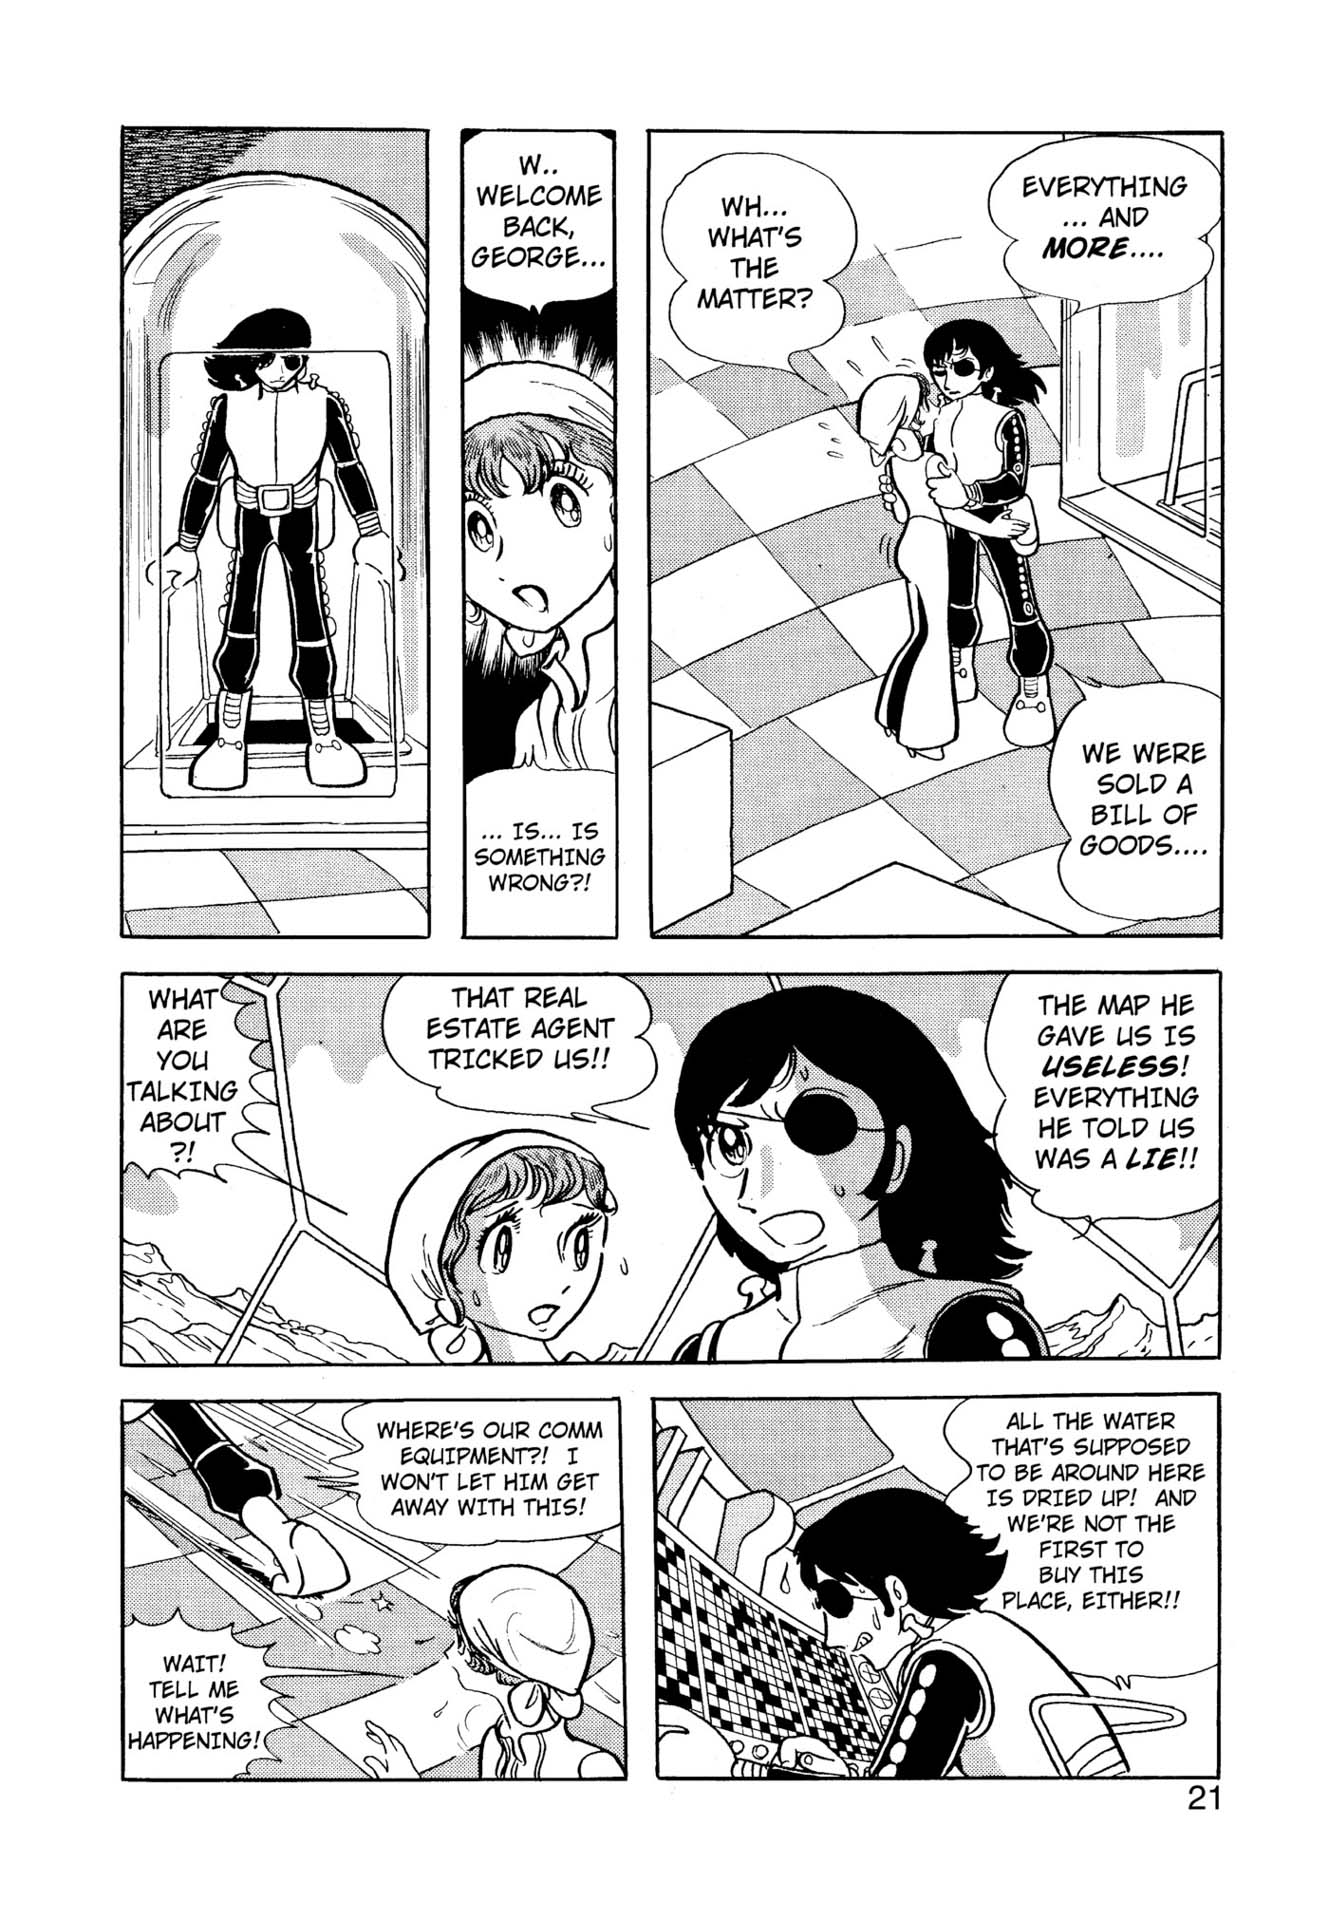 W..
WELCOME
BACK,
GEORGE...
... IS... IS
SOMETHING
WRONG?!
WH...
WHAT'S
THE
MATTER?
EVERYTHING
... AND
MORE....
WE WERE
SOLD A
BILL OF
GOODS....
WHAT
ARE
YOU
TALKING
ABOUT
?!
THAT REAL
ESTATE AGENT
TRICKED US!!
THE MAP HE
GAVE US IS
USELESS!
EVERYTHING
HE TOLD US
WAS A LIE!!
WHERE'S OUR COMM
EQUIPMENT?! I
WON'T LET HIM GET
AWAY WITH THIS!
WAIT!
TELL ME
WHAT'S
HAPPENING!
ALL THE WATER
THAT'S SUPPOSED
TO BE AROUND HERE
IS DRIED UP! AND
WE'RE NOT THE
FIRST TO
BUY THIS
PLACE, EITHER!!
21